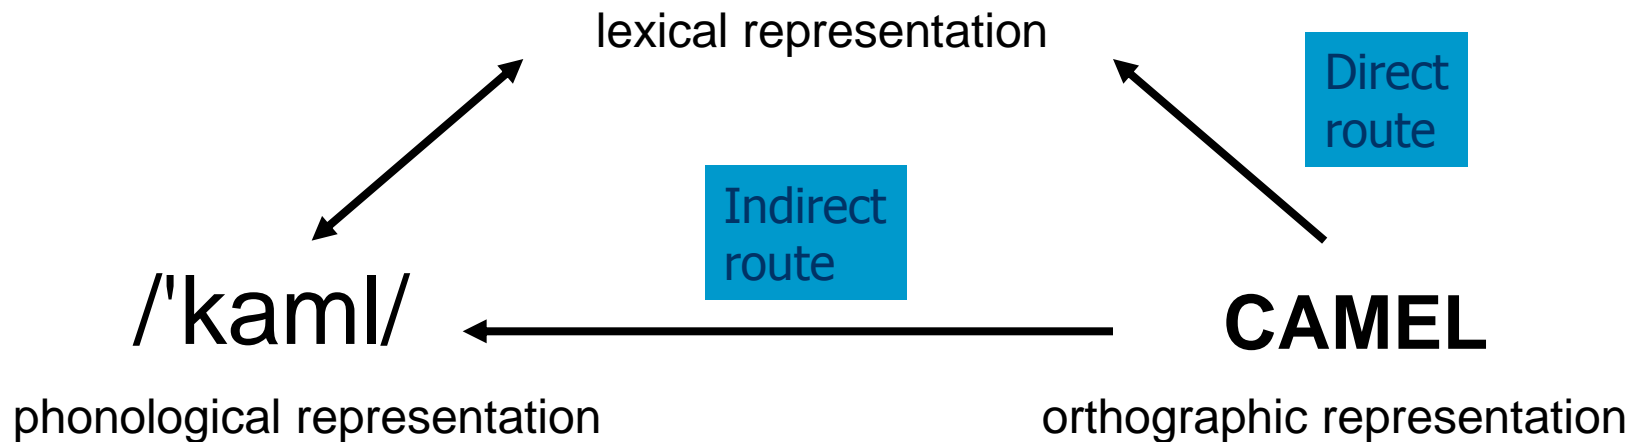 lexical representation
Direct
route
Indirect
route
/'kaml/
CAMEL
phonological representation
orthographic representation